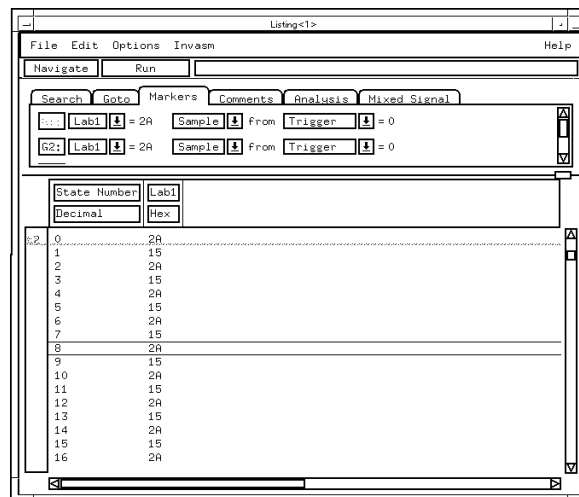 Listing<1>
File Edit Options Invasm Help
Navigate Run
Search Goto Markers Comments Analysis Mixed Signal
Lab1 = 2A Sample from Trigger = 0
G2: Lab1 = 2A Sample from Trigger = 0
State Number Lab1
Decimal Hex
0 2A
1 15
2 2A
3 15
4 2A
5 15
6 2A
7 15
8 2A
9 15
10 2A
11 15
12 2A
13 15
14 2A
15 15
16 2A